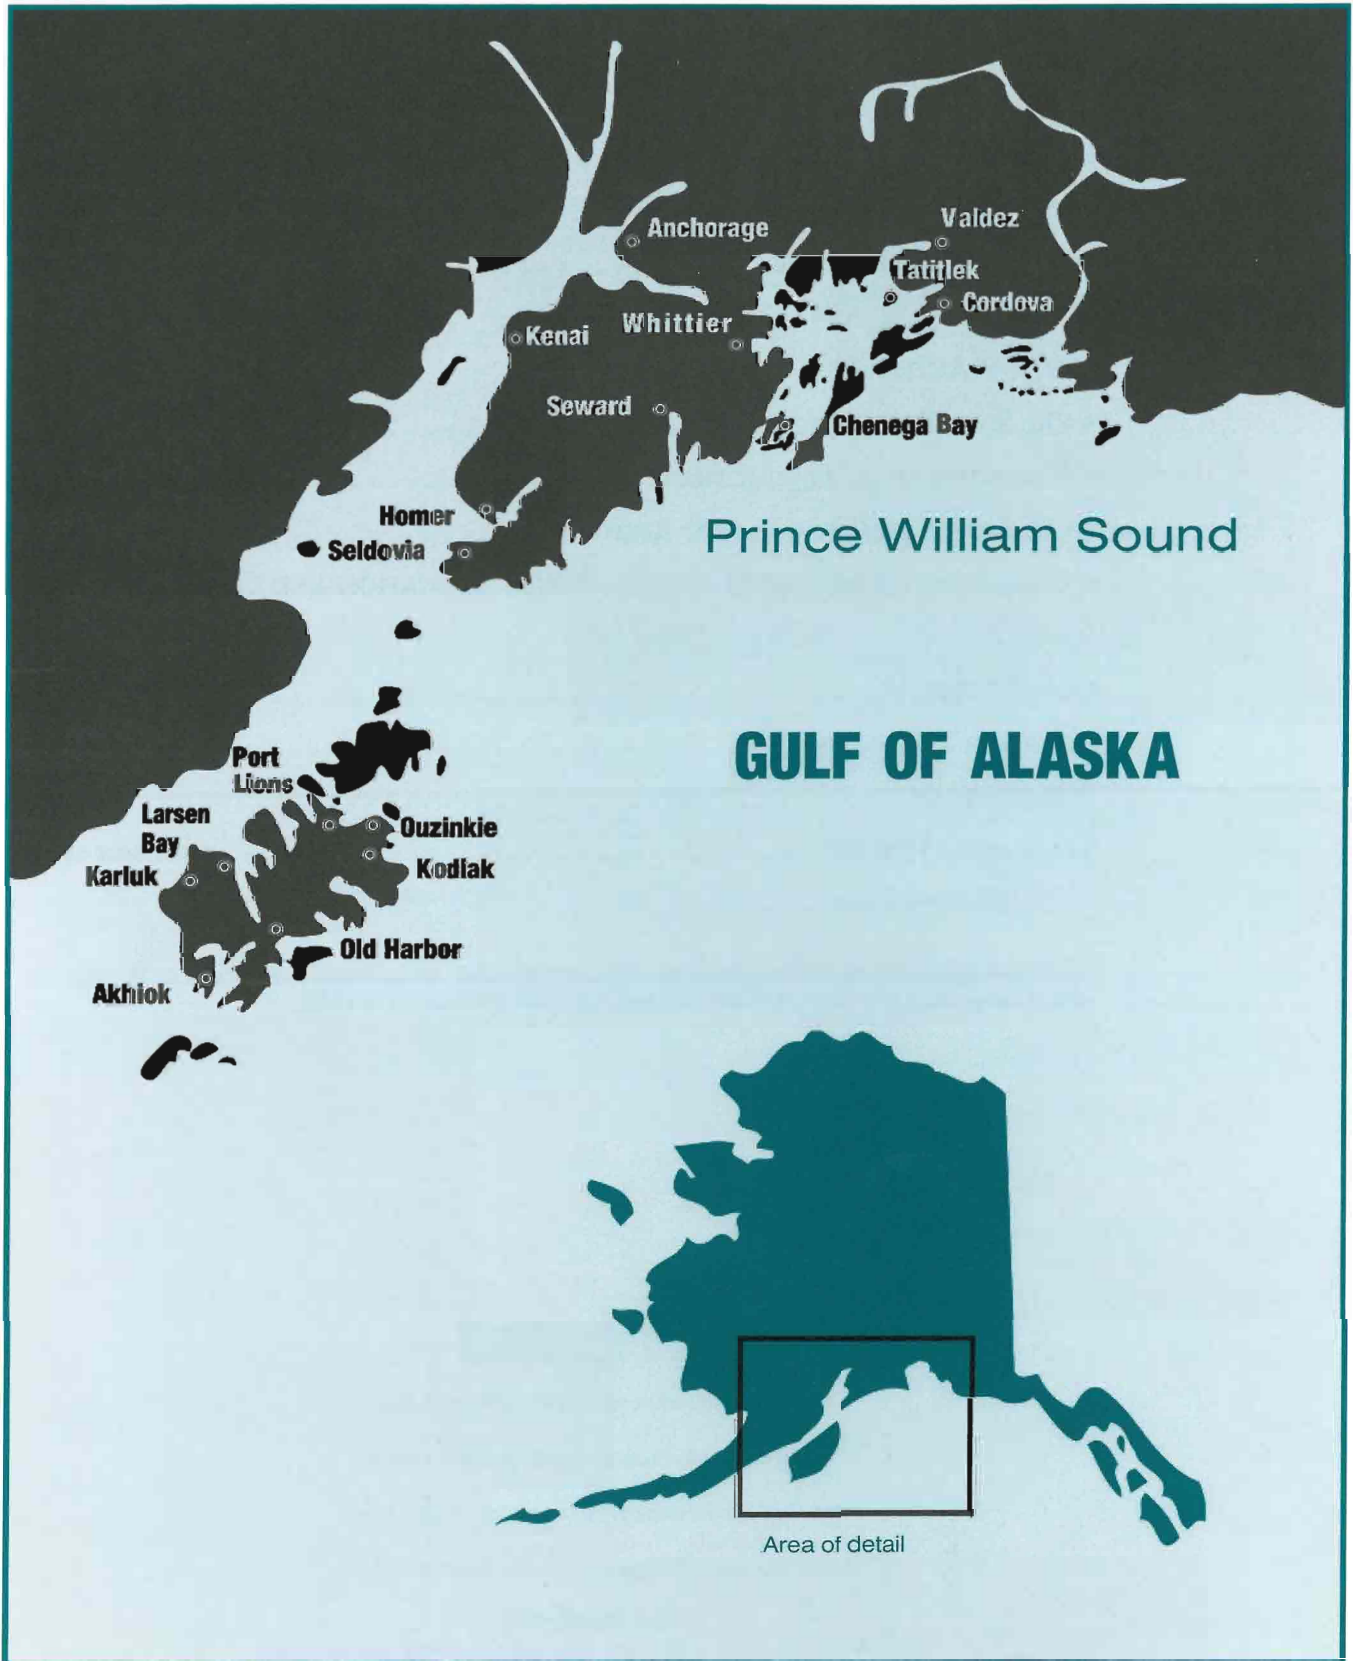 Valdez
Anchorage
Tatitlek
Cordova
Whittier
Kenai
Seward
Chenega Bay
Homer
Prince William Sound
Seldovia
GULF OF ALASKA
Port
Lions
Larsen
Bay
Ouzinkie
Karluk
Kodiak
Old Harbor
Akhiok
Area of detail